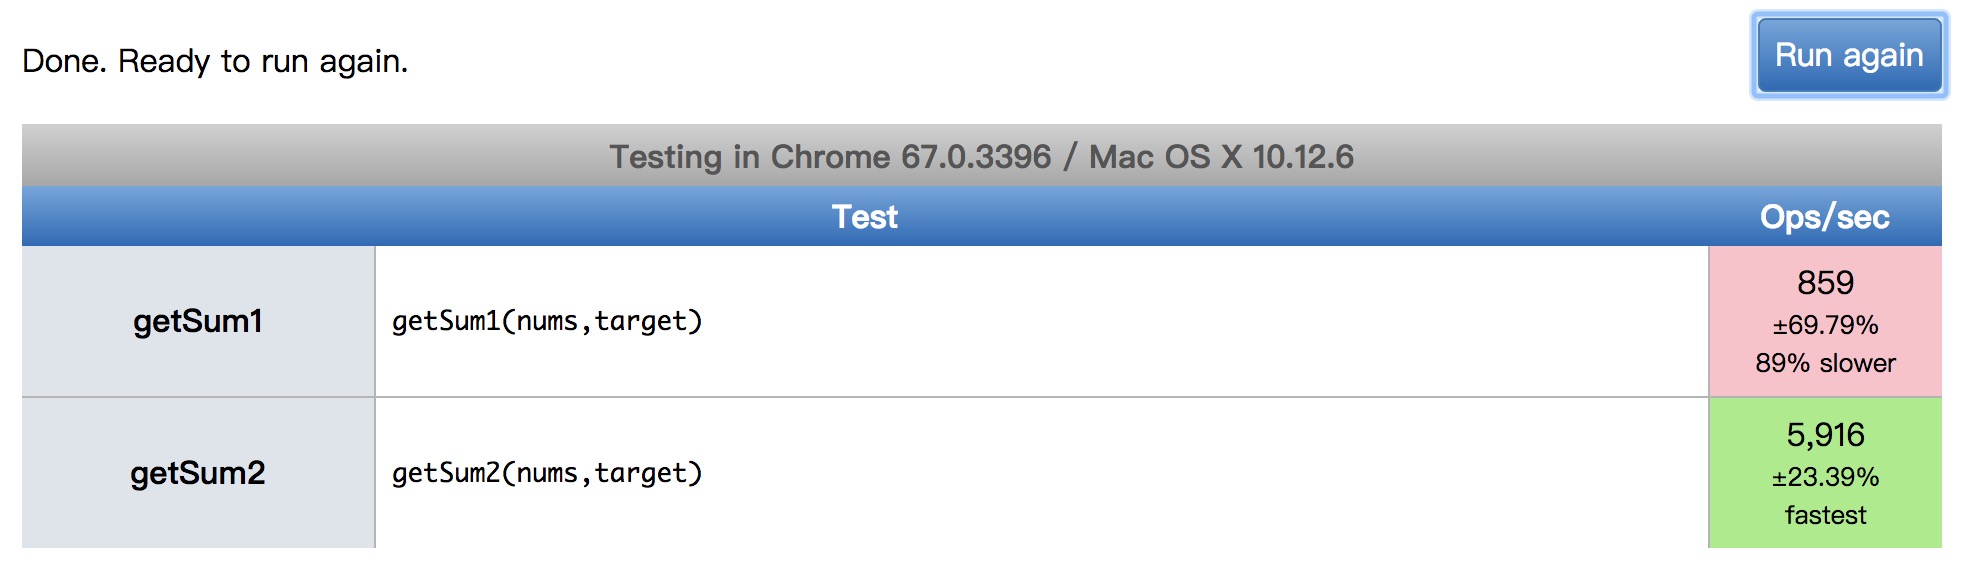 Done. Ready to run again.
Run again
Testing in Chrome 67.0.3396 / Mac OS X 10.12.6
Test
Ops/sec
getSum1
getSum1(nums,target)
859
±69.79%
89% slower
getSum2
getSum2(nums,target)
5,916
±23.39%
fastest